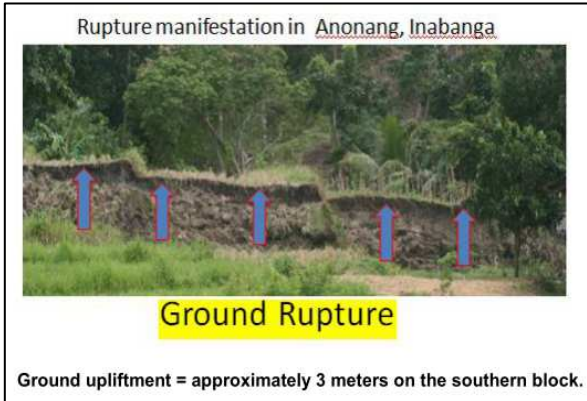 Rupture manifestation in Anonang, Inabanga
Ground Rupture
Ground upliftment = approximately 3 meters on the southern block.